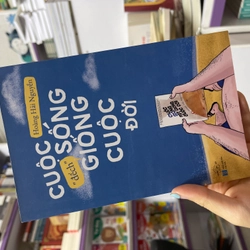 Hoàng Hải Nguyễn
CUỘC
SỐNG
"đếch"
GIỐNG
CUỘC
ĐỜI